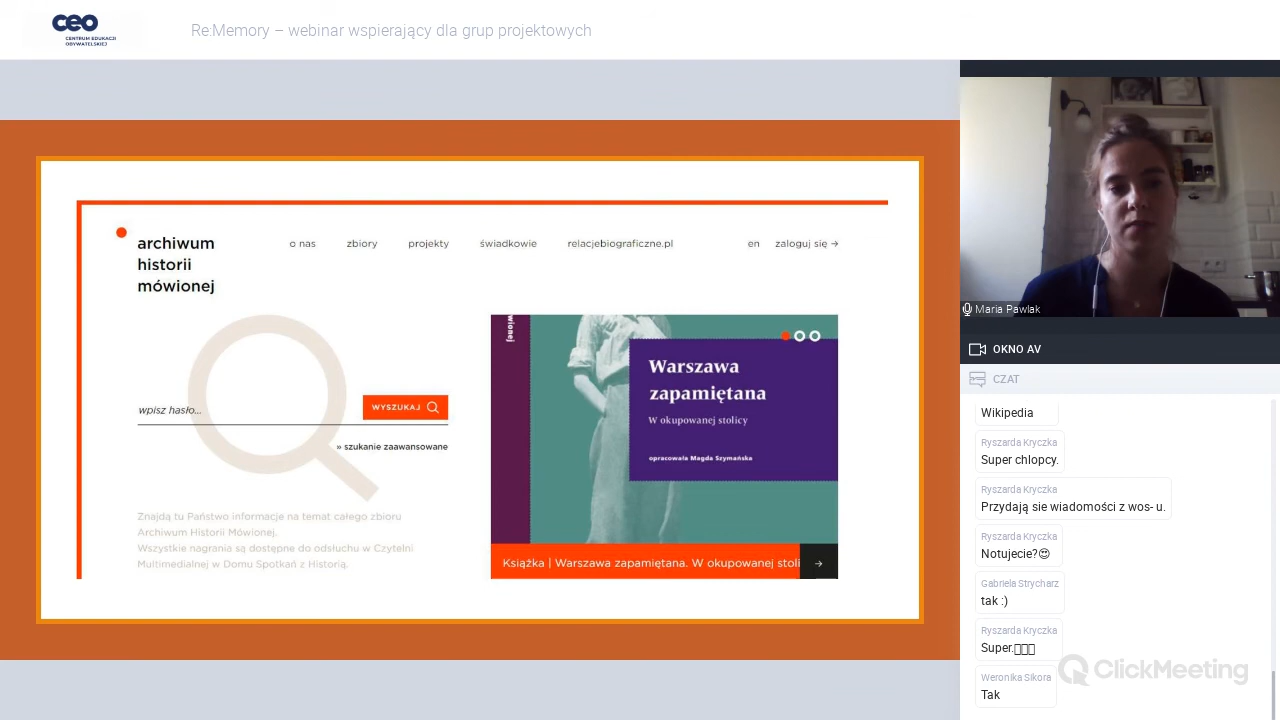 ceo
CENTRUM EDUKACJI
OBYWATELSKIEJ
Re:Memory – webinar wspierający dla grup projektowych
archiwum
historii
mówionej
o nas
zbiory
projekty
świadkowie
relacjebiograficzne.pl
en
zaloguj się →
wpisz hasło...
WYSZUKAJ
» szukanie zaawansowane
Znajdą tu Państwo informacje na temat całego zbioru
Archiwum Historii Mówionej.
Wszystkie nagrania są dostępne do odsłuchu w Czytelni
Multimedialnej w Domu Spotkań z Historią.
wionej
Warszawa
zapamiętana
W okupowanej stolicy
opracowała Magda Szymańska
Książka | Warszawa zapamiętana. W okupowanej stoli
→
Maria Pawlak
OKNO AV
CZAT
Wikipedia
Ryszarda Kryczka
Super chlopcy.
Ryszarda Kryczka
Przydają sie wiadomości z wos- u.
Ryszarda Kryczka
Notujecie?😍
Gabriela Strycharz
tak :)
Ryszarda Kryczka
Super.
Weronika Sikora
Tak
ClickMeeting